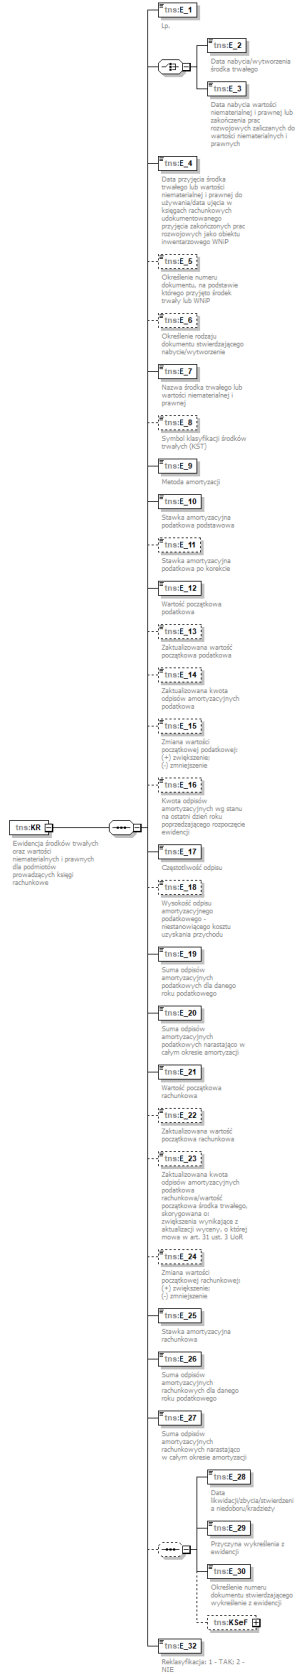 tns:E_1
Lp.
tns:E_2
Data nabycia/wytworzenia
środka trwałego
tns:E_3
Data nabycia wartości
niematerialnej i prawnej lub
zakończenia prac
rozwojowych zaliczanych do
wartości niematerialnych i
prawnych
tns:E_4
Data przyjęcia środka
trwałego lub wartości
niematerialnej i prawnej do
używania/data ujęcia w
księgach rachunkowych
udokumentowanego
przyjęcia zakończonych prac
rozwojowych jako obiektu
inwentarzowego WNiP
tns:E_5
Określenie numeru
dokumentu, na podstawie
którego przyjęto środek
trwały lub WNiP
tns:E_6
Określenie rodzaju
dokumentu stwierdzającego
nabycie/wytworzenie
tns:E_7
Nazwa środka trwałego lub
wartości niematerialnej i
prawnej
tns:E_8
Symbol klasyfikacji środków
trwałych (KŚT)
tns:E_9
Metoda amortyzacji
tns:E_10
Stawka amortyzacyjna
podatkowa podstawowa
tns:E_11
Stawka amortyzacyjna
podatkowa po korekcie
tns:E_12
Wartość początkowa
podatkowa
tns:E_13
Zaktualizowana wartość
początkowa podatkowa
tns:E_14
Zaktualizowana kwota
odpisów amortyzacyjnych
podatkowa
tns:E_15
Zmiana wartości
początkowej podatkowej:
(+) zwiększenie;
(-) zmniejszenie
tns:E_16
Kwota odpisów
amortyzacyjnych wg stanu
na ostatni dzień roku
poprzedzającego rozpoczęcie
ewidencji
tns:KR
Ewidencja środków trwałych
oraz wartości
niematerialnych i prawnych
dla podmiotów
prowadzących księgi
rachunkowe
tns:E_17
Częstotliwość odpisu
tns:E_18
Wysokość odpisu
amortyzacyjnego
podatkowego -
niestanowiącego kosztu
uzyskania przychodu
tns:E_19
Suma odpisów
amortyzacyjnych
podatkowych dla danego
roku podatkowego
tns:E_20
Suma odpisów
amortyzacyjnych
podatkowych narastająco w
całym okresie amortyzacji
tns:E_21
Wartość początkowa
rachunkowa
tns:E_22
Zaktualizowana wartość
początkowa rachunkowa
tns:E_23
Zaktualizowana kwota
odpisów amortyzacyjnych
podatkowa
rachunkowa/wartość
początkowa środka trwałego,
skorygowana o:
zwiększenia wynikające z
aktualizacji wyceny, o której
mowa w art. 31 ust. 3 UoR
tns:E_24
Zmiana wartości
początkowej rachunkowej:
(+) zwiększenie;
(-) zmniejszenie
tns:E_25
Stawka amortyzacyjna
rachunkowa
tns:E_26
Suma odpisów
amortyzacyjnych
rachunkowych dla danego
roku podatkowego
tns:E_27
Suma odpisów
amortyzacyjnych
rachunkowych narastająco
w całym okresie amortyzacji
tns:E_28
Data
likwidacji/zbycia/stwierdzeni
a niedoboru/kradzieży
tns:E_29
Przyczyna wykreślenia z
ewidencji
tns:E_30
Określenie numeru
dokumentu stwierdzającego
wykreślenie z ewidencji
tns:KSeF
tns:E_32
Reklasyfikacja: 1 - TAK; 2 -
NIE